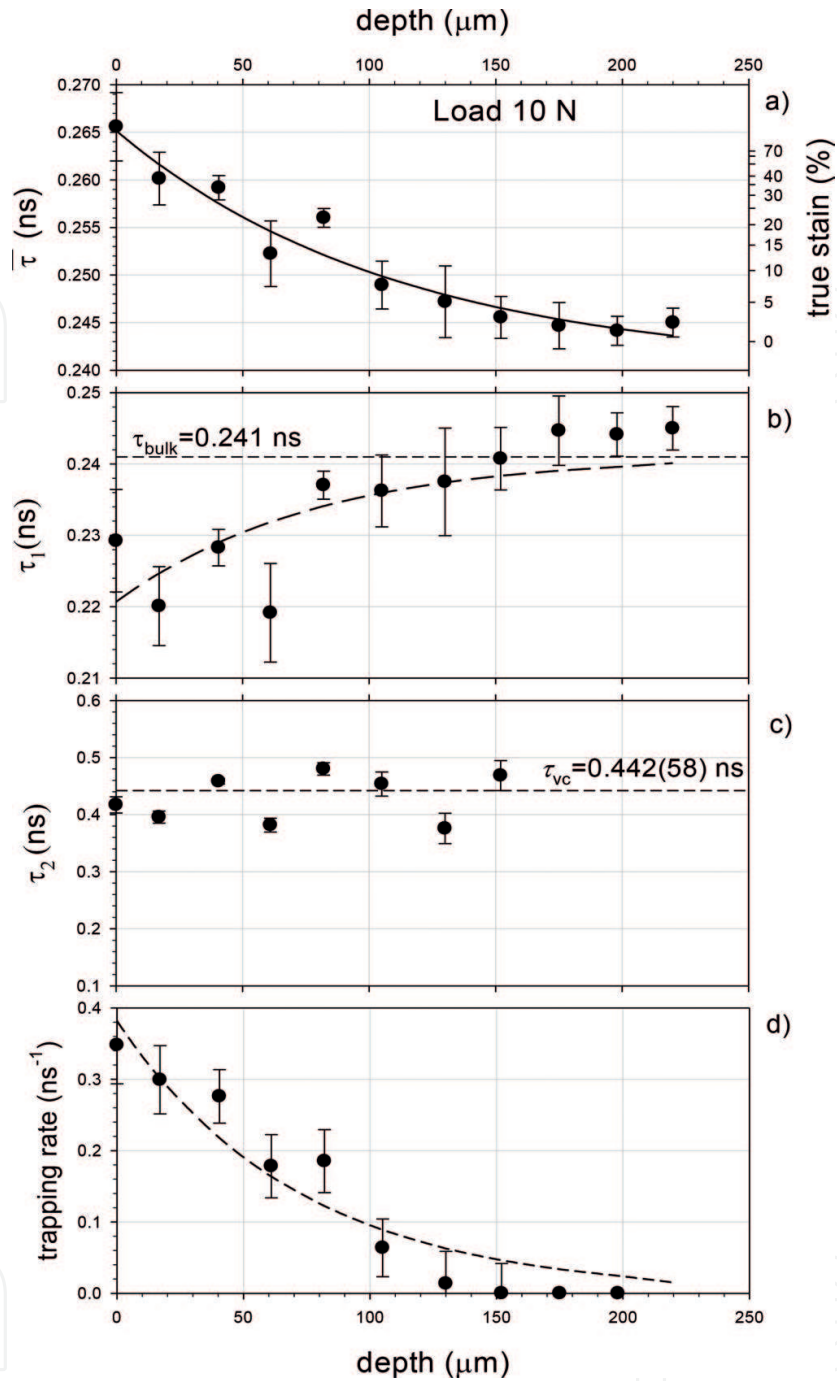 depth (μm)
0 50 100 150 200 250
a)
Load 10 N
0.270
0.265
0.260
0.255
0.250
0.245
0.240
τ̅ (ns)
70
40
30
20
15
10
5
0
true stain (%)
b)
τbulk=0.241 ns
0.25
0.24
0.23
0.22
0.21
τ1(ns)
c)
τvc=0.442(58) ns
0.6
0.5
0.4
0.3
0.2
0.1
τ2(ns)
d)
0.4
0.3
0.2
0.1
0.0
trapping rate (ns-1)
0 50 100 150 200 250
depth (μm)